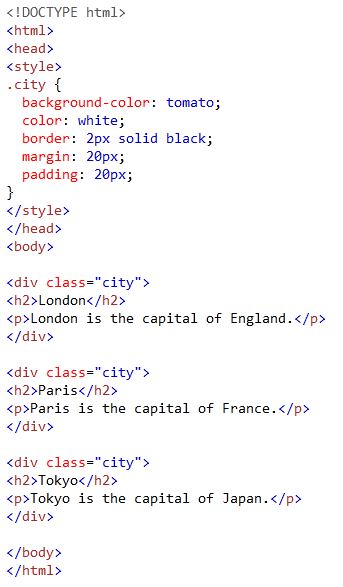 <!DOCTYPE html>
<html>
<head>
<style>
.city {
  background-color: tomato;
  color: white;
  border: 2px solid black;
  margin: 20px;
  padding: 20px;
}
</style>
</head>
<body>

<div class="city">
<h2>London</h2>
<p>London is the capital of England.</p>
</div>

<div class="city">
<h2>Paris</h2>
<p>Paris is the capital of France.</p>
</div>

<div class="city">
<h2>Tokyo</h2>
<p>Tokyo is the capital of Japan.</p>
</div>

</body>
</html>